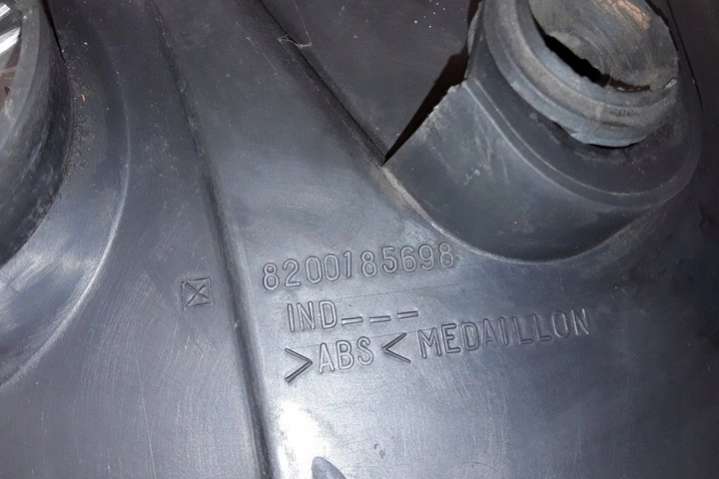 8200185698
IND---
>ABS< MEDAILLON